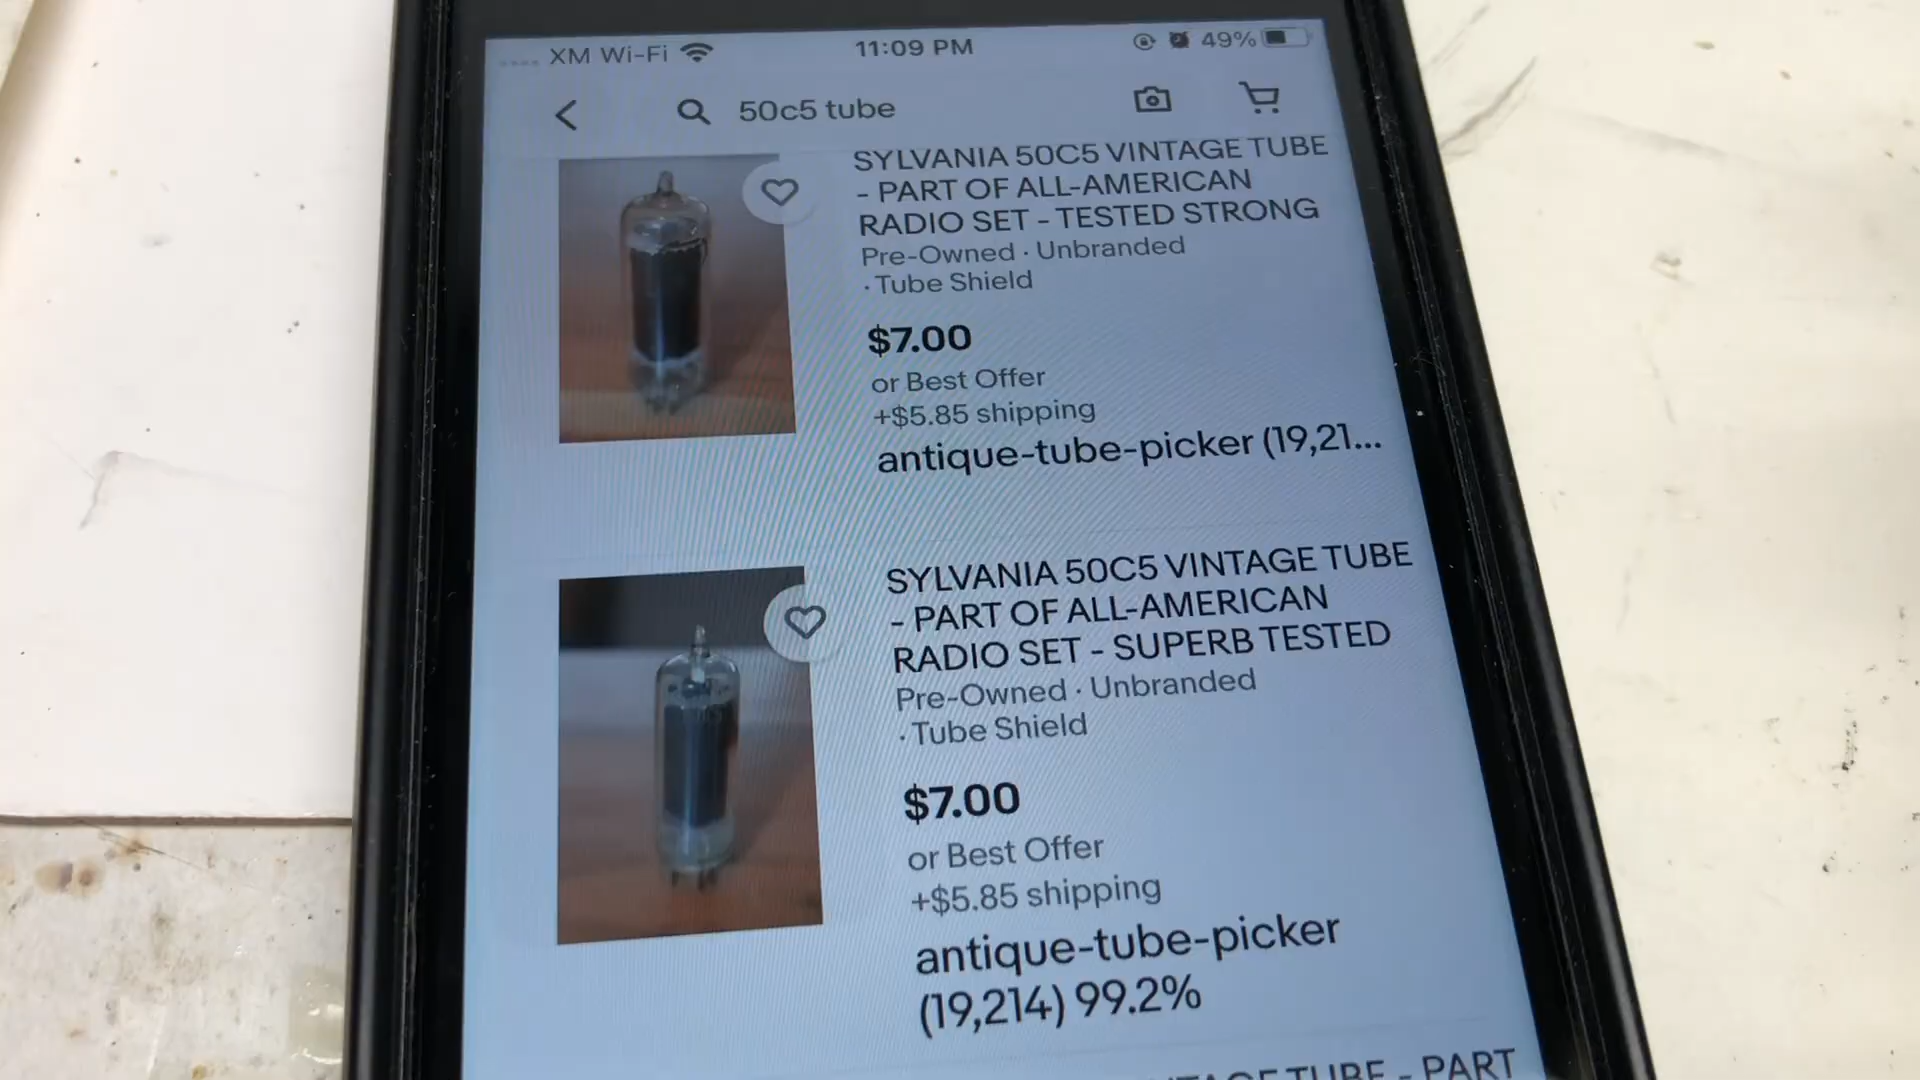 XM Wi-Fi 11:09 PM 49%
50c5 tube
SYLVANIA 50C5 VINTAGE TUBE
- PART OF ALL-AMERICAN
RADIO SET - TESTED STRONG
Pre-Owned · Unbranded
· Tube Shield
$7.00
or Best Offer
+$5.85 shipping
antique-tube-picker (19,21...
SYLVANIA 50C5 VINTAGE TUBE
- PART OF ALL-AMERICAN
RADIO SET - SUPERB TESTED
Pre-Owned · Unbranded
· Tube Shield
$7.00
or Best Offer
+$5.85 shipping
antique-tube-picker
(19,214) 99.2%
TUBE - PART